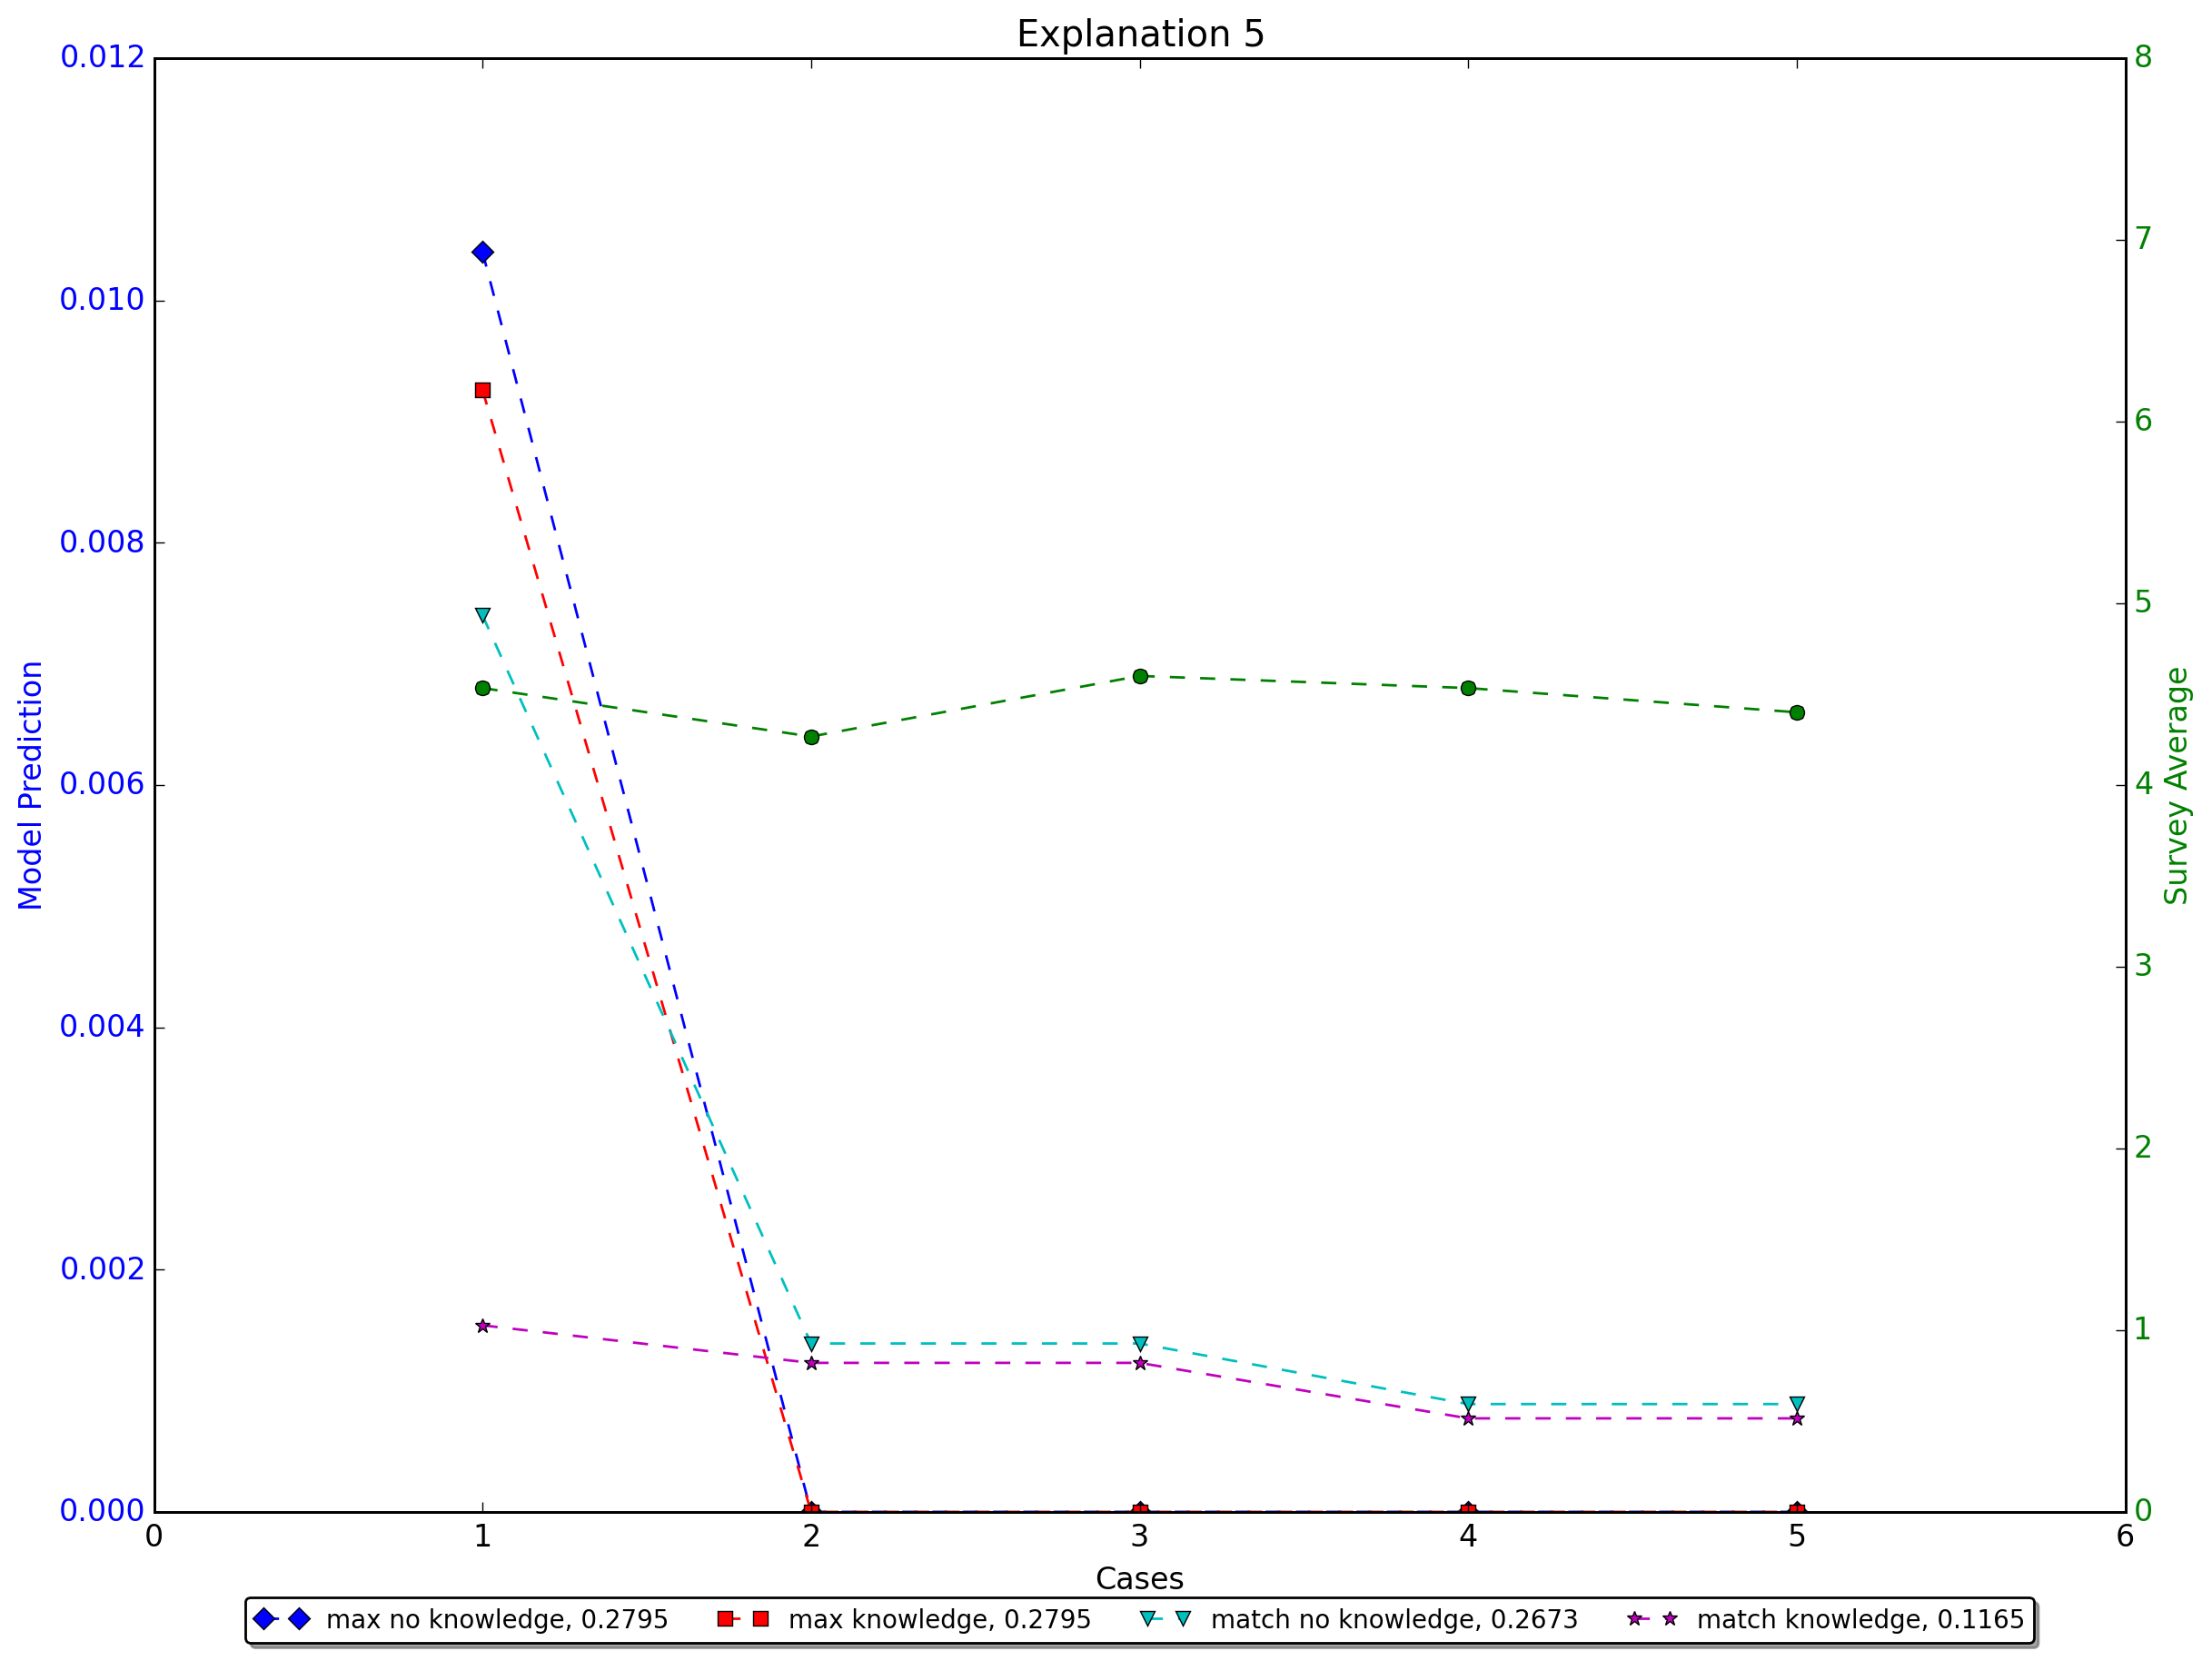 Explanation 5
0.012
0.010
0.008
0.006
0.004
0.002
0.000
Model Prediction
8
7
6
5
4
3
2
1
0
Survey Average
0 1 2 3 4 5 6
Cases
max no knowledge, 0.2795 max knowledge, 0.2795 match no knowledge, 0.2673 match knowledge, 0.1165